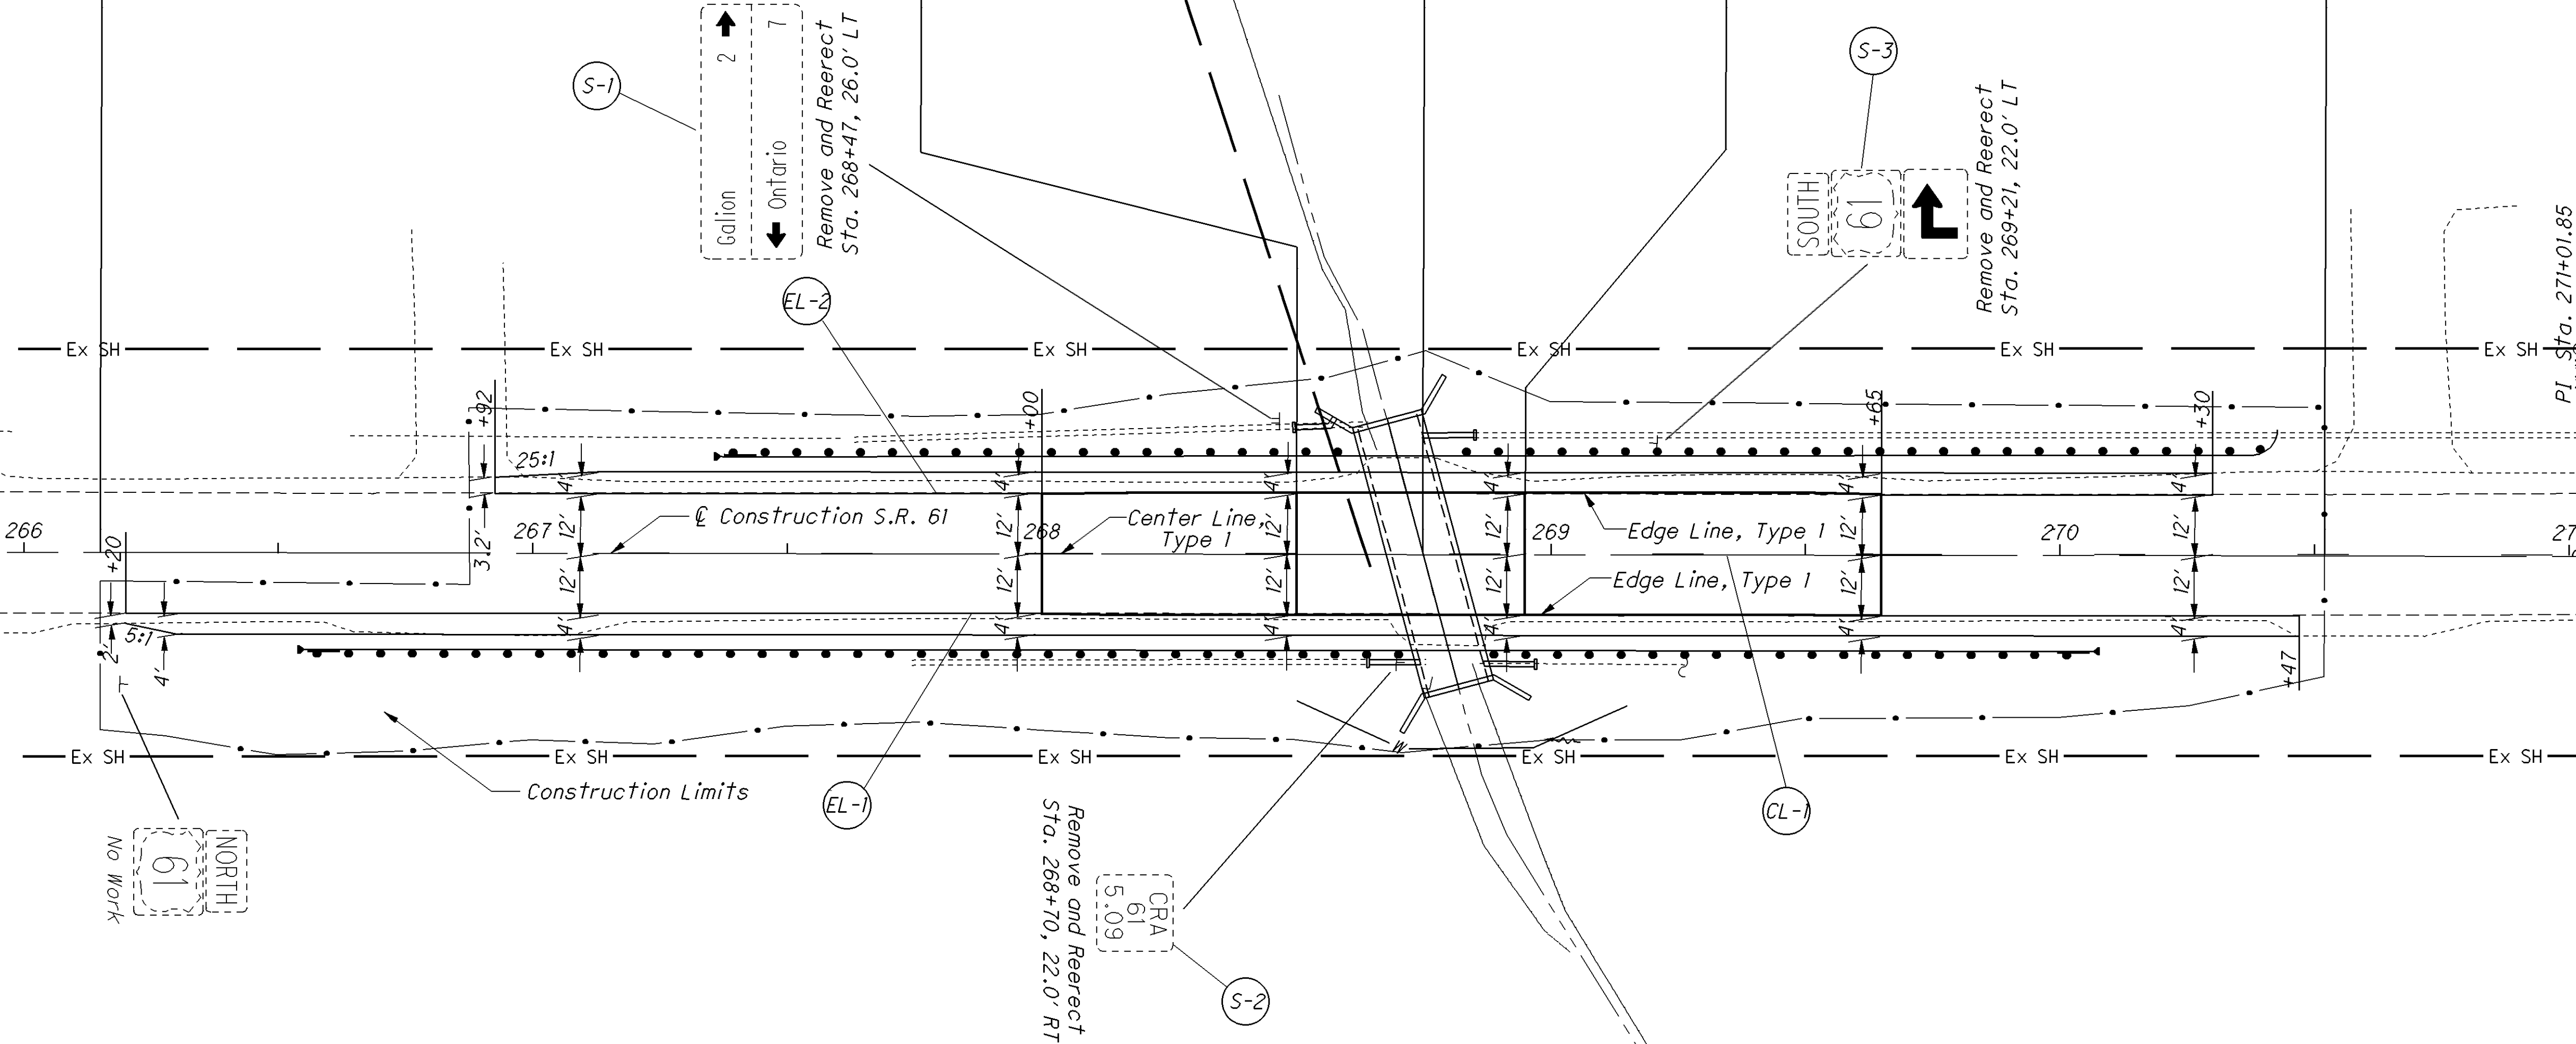 S-1
Galion 2
Ontario 7
Remove and Reerect
Sta. 268+47, 26.0' LT
S-3
SOUTH
61
Remove and Reerect
Sta. 269+21, 22.0' LT
PI Sta. 271+01.85
EL-2
Ex SH
Ex SH
Ex SH
Ex SH
Ex SH
Ex SH
+92
+00
+65
+30
25:1
4'
4'
4'
4'
4'
4'
266
267
℄ Construction S.R. 61
268
Center Line,
Type 1
269
Edge Line, Type 1
270
+20
3.2'
12'
12'
12'
12'
12'
12'
12'
12'
12'
12'
12'
12'
Edge Line, Type 1
5:1
2'
4'
4'
4'
4'
4'
4'
4'
+47
Ex SH
Ex SH
Ex SH
Ex SH
Ex SH
Ex SH
Construction Limits
EL-1
CL-1
NORTH
61
No Work
Remove and Reerect
Sta. 268+70, 22.0' RT
CRA
61
5.09
S-2